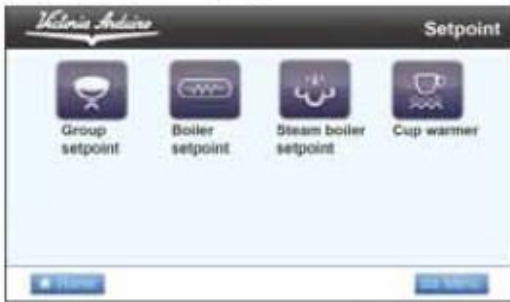 Victoria Arduino
Setpoint
Group
setpoint
Boiler
setpoint
Steam boiler
setpoint
Cup warmer
Home
Menu